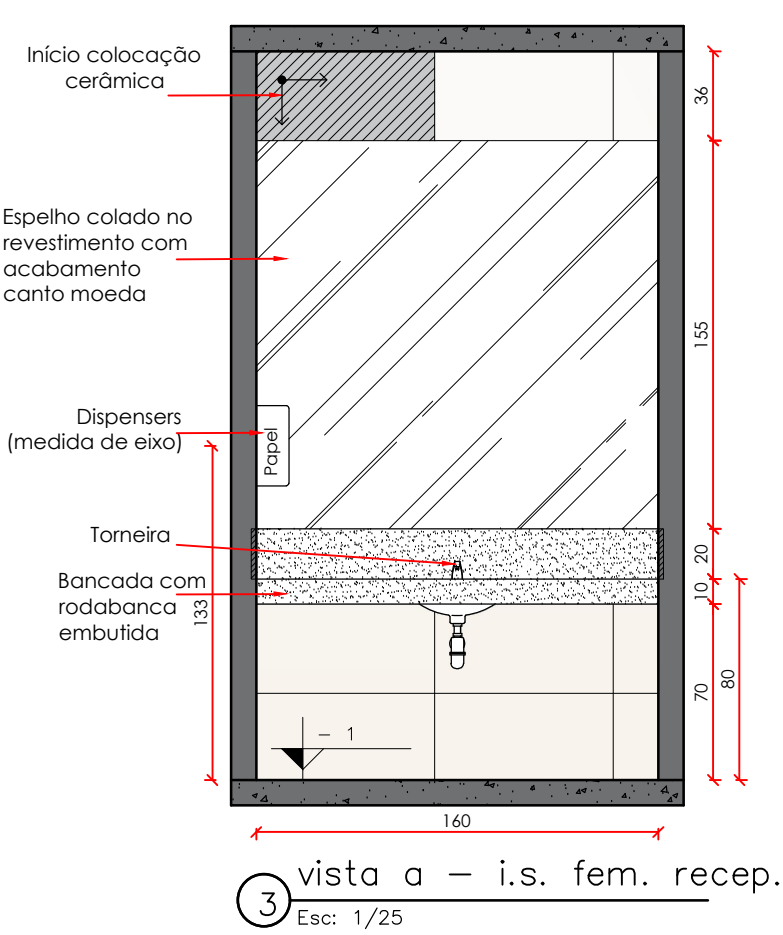 Início colocação
cerâmica
36
Espelho colado no
revestimento com
acabamento
canto moeda
155
Dispensers
(medida de eixo)
Papel
Torneira
20
Bancada com
rodabanca
embutida
10
133
70
80
- 1
160
3
vista a - i.s. fem. recep.
Esc: 1/25